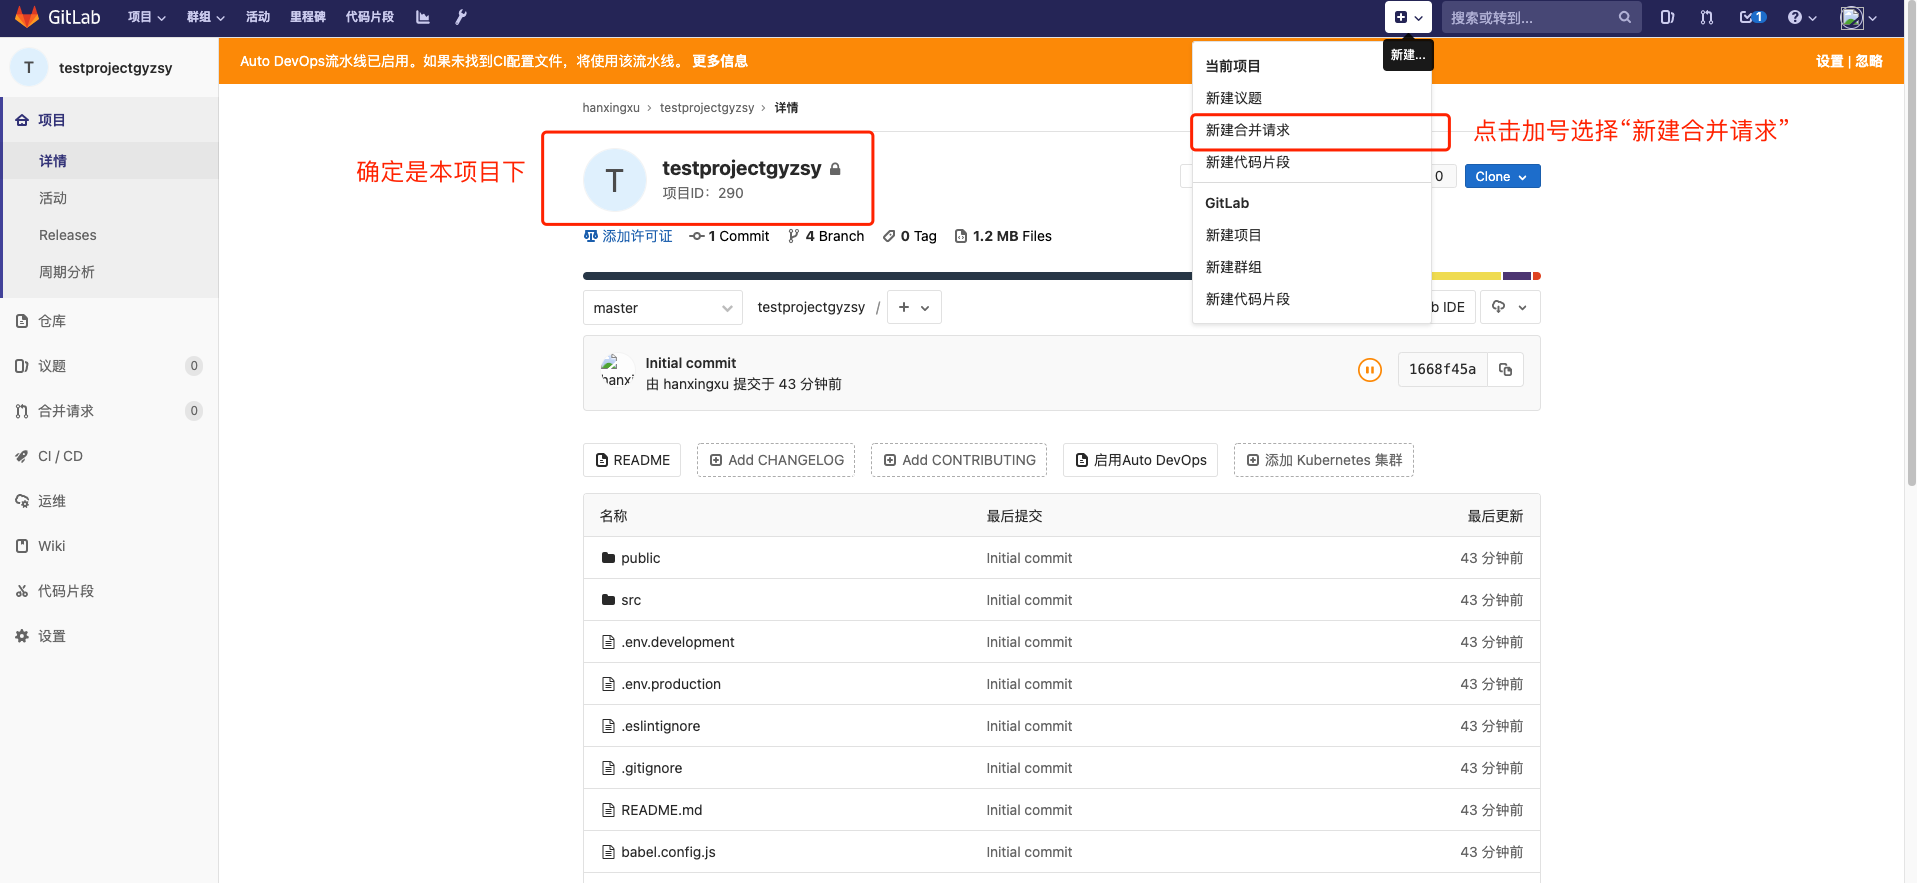 GitLab 项目 群组 活动 里程碑 代码片段 搜索或转到... 1
新建...
T testprojectgyzsy
Auto DevOps流水线已启用。如果未找到CI配置文件，将使用该流水线。 更多信息 设置 | 忽略
项目
详情
活动
Releases
周期分析
仓库
议题 0
合并请求 0
CI / CD
运维
Wiki
代码片段
设置
hanxingxu › testprojectgyzsy › 详情
当前项目
新建议题
新建合并请求
新建代码片段
GitLab
新建项目
新建群组
新建代码片段
点击加号选择“新建合并请求”
确定是本项目下
T testprojectgyzsy
项目ID：290
0 Clone
添加许可证 1 Commit 4 Branch 0 Tag 1.2 MB Files
master testprojectgyzsy / + b IDE
Initial commit
由 hanxingxu 提交于 43 分钟前
1668f45a
README Add CHANGELOG Add CONTRIBUTING 启用Auto DevOps 添加 Kubernetes 集群
名称 最后提交 最后更新
public Initial commit 43 分钟前
src Initial commit 43 分钟前
.env.development Initial commit 43 分钟前
.env.production Initial commit 43 分钟前
.eslintignore Initial commit 43 分钟前
.gitignore Initial commit 43 分钟前
README.md Initial commit 43 分钟前
babel.config.js Initial commit 43 分钟前